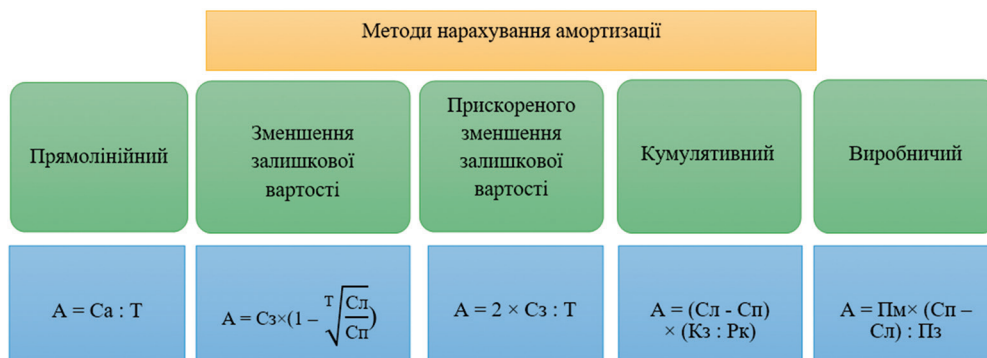 Методи нарахування амортизації
Прямолінійний
Зменшення
залишкової
вартості
Прискореного
зменшення
залишкової
вартості
Кумулятивний
Виробничий
А = Са : Т
А = Сз×(1 – ᵀ√(Сл/Сп))
А = 2 × Сз : Т
А = (Сл - Сп)
× (Кз : Рк)
А = Пм× (Сп –
Сл) : Пз